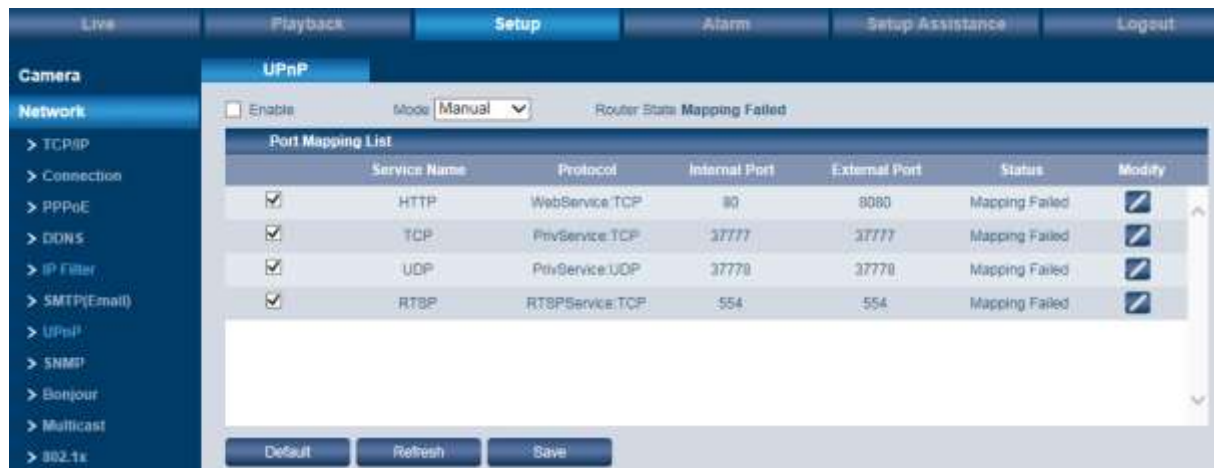 Live Playback Setup Alarm Setup Assistance Logout
Camera
Network
> TCP/IP
> Connection
> PPPoE
> DDNS
> IP Filter
> SMTP(Email)
> UPnP
> SNMP
> Bonjour
> Multicast
> 802.1x
UPnP
Enable Mode Manual Router State Mapping Failed
Port Mapping List
Service Name Protocol Internal Port External Port Status Modify
HTTP WebService:TCP 80 8080 Mapping Failed
TCP PrivService:TCP 37777 37777 Mapping Failed
UDP PrivService:UDP 37778 37778 Mapping Failed
RTSP RTSPService:TCP 554 554 Mapping Failed
Default Refresh Save